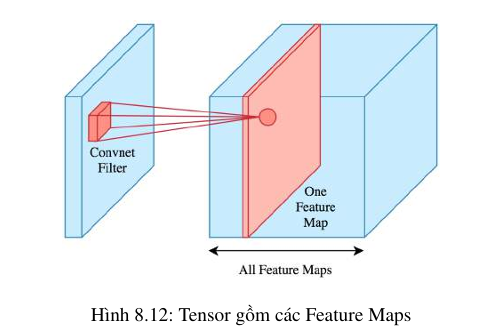 Convnet
Filter
One
Feature
Map
All Feature Maps
Hình 8.12: Tensor gồm các Feature Maps